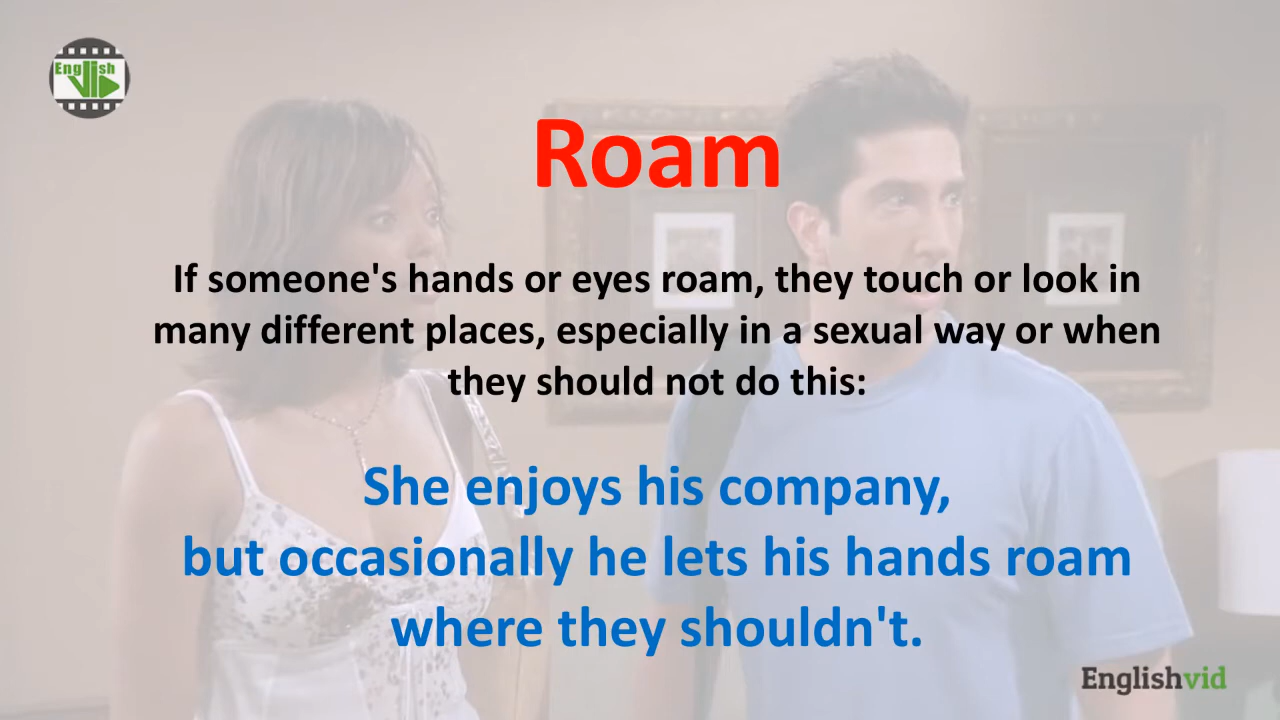 English
Vid
Roam
If someone's hands or eyes roam, they touch or look in
many different places, especially in a sexual way or when
they should not do this:
She enjoys his company,
but occasionally he lets his hands roam
where they shouldn't.
Englishvid